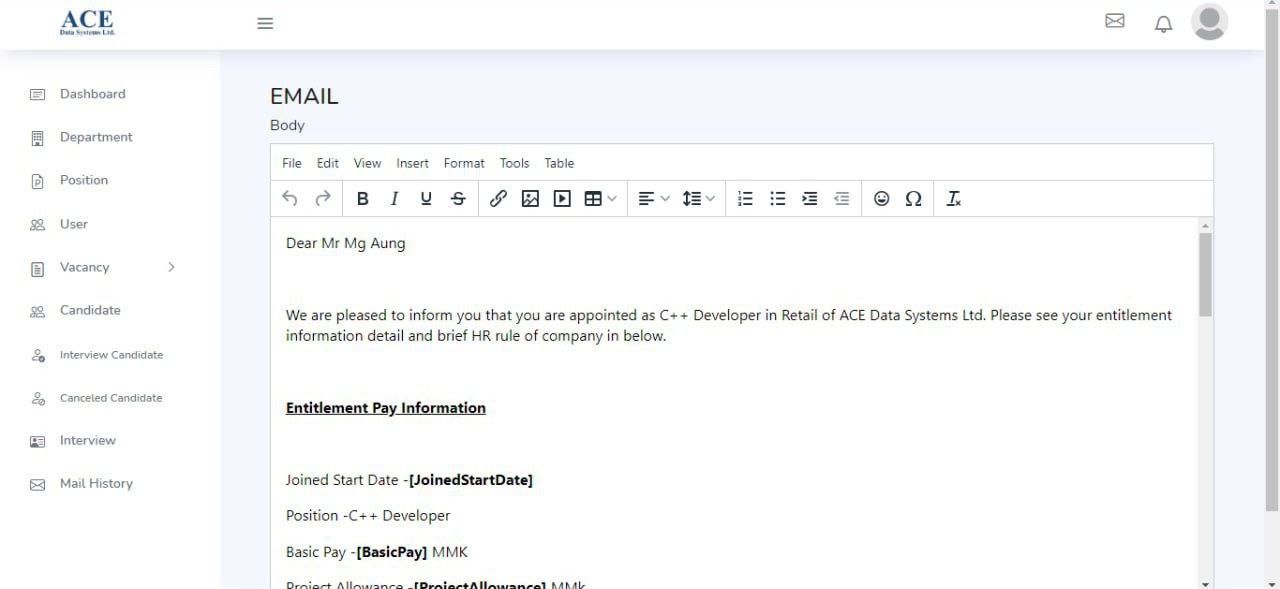 ACE
Data Systems Ltd.
Dashboard
Department
Position
User
Vacancy
Candidate
Interview Candidate
Canceled Candidate
Interview
Mail History
EMAIL
Body
File Edit View Insert Format Tools Table
Dear Mr Mg Aung
We are pleased to inform you that you are appointed as C++ Developer in Retail of ACE Data Systems Ltd. Please see your entitlement
information detail and brief HR rule of company in below.
Entitlement Pay Information
Joined Start Date -[JoinedStartDate]
Position -C++ Developer
Basic Pay -[BasicPay] MMK
Project Allowance -[ProjectAllowance] MMk